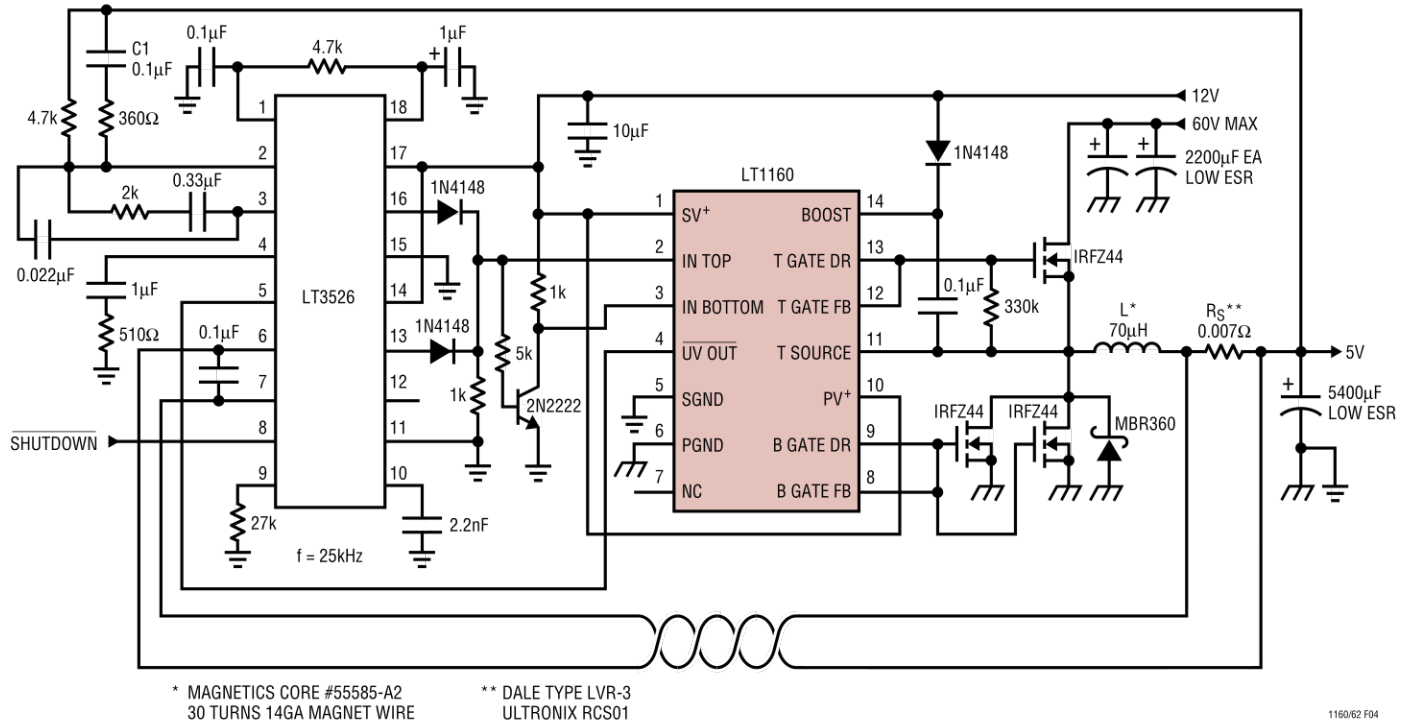 C1
0.1µF
4.7k
360Ω
0.1µF
4.7k
+
1µF
1
18
2
17
3
16
4
15
5
14
6
13
7
12
8
11
9
10
LT3526
2k
0.33µF
0.022µF
1µF
510Ω
0.1µF
SHUTDOWN
27k
2.2nF
f = 25kHz
1N4148
1N4148
1k
5k
1k
2N2222
10µF
12V
60V MAX
+
+
2200µF EA
LOW ESR
1N4148
LT1160
1
SV+
BOOST
14
2
IN TOP
T GATE DR
13
3
IN BOTTOM
T GATE FB
12
4
UV OUT
T SOURCE
11
5
SGND
PV+
10
6
PGND
B GATE DR
9
7
NC
B GATE FB
8
0.1µF
330k
IRFZ44
L*
70µH
RS**
0.007Ω
5V
+
5400µF
LOW ESR
IRFZ44
IRFZ44
MBR360
* MAGNETICS CORE #55585-A2
30 TURNS 14GA MAGNET WIRE
** DALE TYPE LVR-3
ULTRONIX RCS01
1160/62 F04